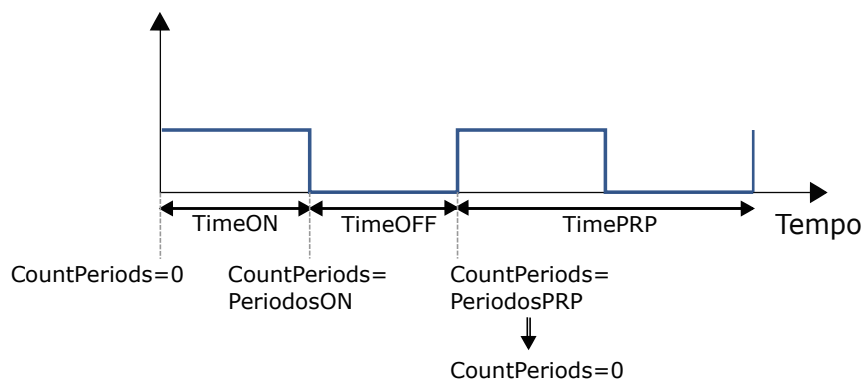 TimeON
TimeOFF
TimePRP
Tempo
CountPeriods=0
CountPeriods=
PeriodosON
CountPeriods=
PeriodosPRP
CountPeriods=0